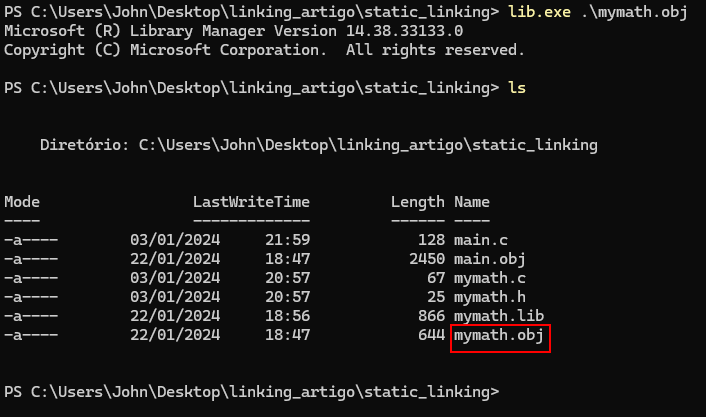 PS C:\Users\John\Desktop\linking_artigo\static_linking> lib.exe .\mymath.obj
Microsoft (R) Library Manager Version 14.38.33133.0
Copyright (C) Microsoft Corporation.  All rights reserved.
PS C:\Users\John\Desktop\linking_artigo\static_linking> ls
Diretório: C:\Users\John\Desktop\linking_artigo\static_linking
Mode                 LastWriteTime         Length Name
----                 -------------         ------ ----
-a----        03/01/2024     21:59            128 main.c
-a----        22/01/2024     18:47           2450 main.obj
-a----        03/01/2024     20:57             67 mymath.c
-a----        03/01/2024     20:57             25 mymath.h
-a----        22/01/2024     18:56            866 mymath.lib
-a----        22/01/2024     18:47            644 mymath.obj
PS C:\Users\John\Desktop\linking_artigo\static_linking>